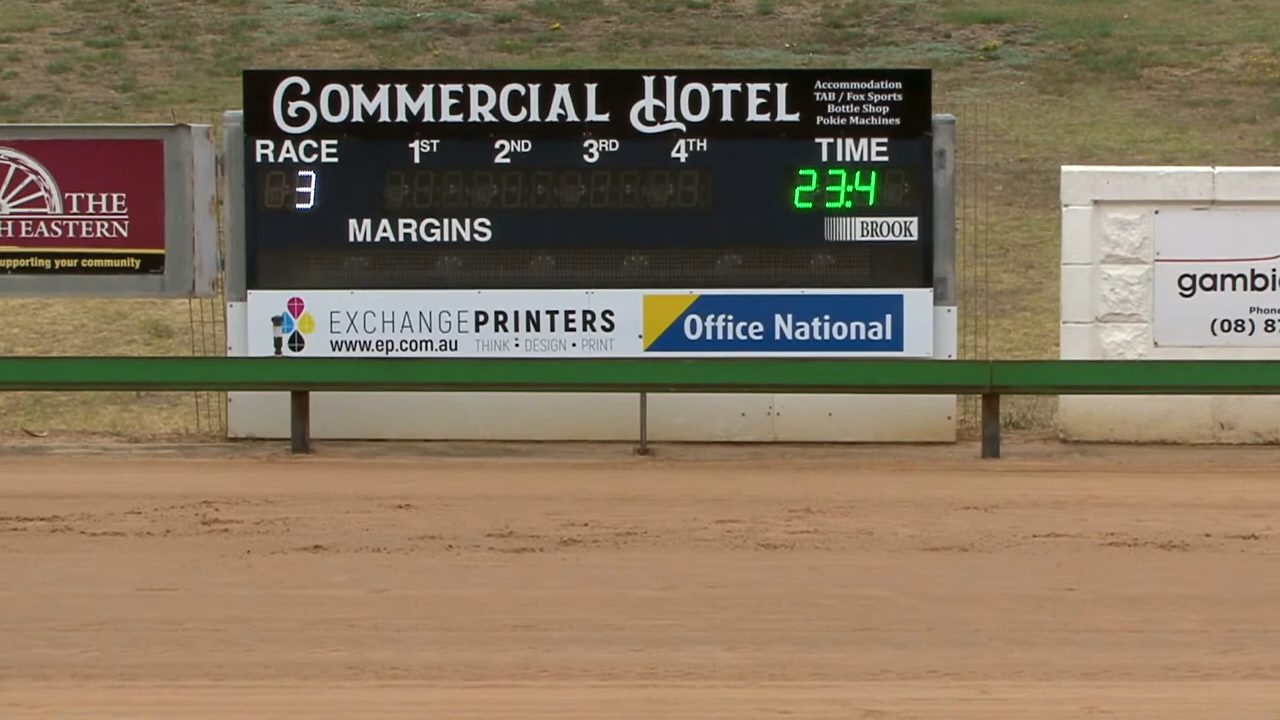 COMMERCIAL HOTEL
Accommodation
TAB / Fox Sports
Bottle Shop
Pokie Machines
RACE 1ST 2ND 3RD 4TH TIME
3 23:4
MARGINS
BROOK
THE
EASTERN
supporting your community
EXCHANGEPRINTERS
www.ep.com.au THINK : DESIGN • PRINT
Office National
gambi
Phone
(08) 8